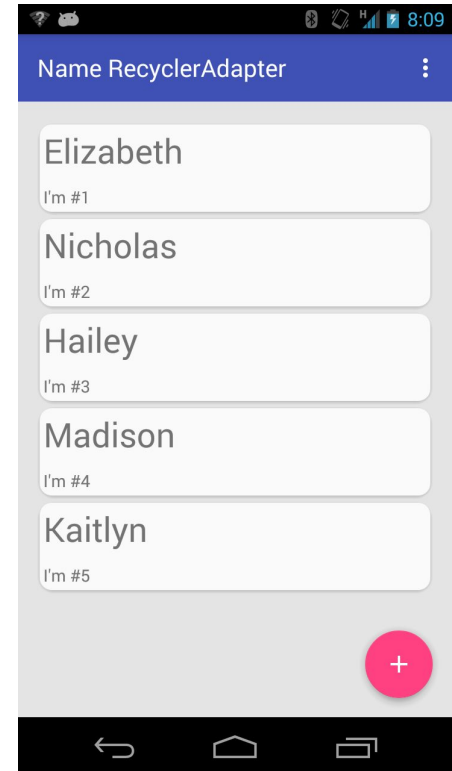 H 8:09
Name RecyclerAdapter
Elizabeth
I'm #1
Nicholas
I'm #2
Hailey
I'm #3
Madison
I'm #4
Kaitlyn
I'm #5
+